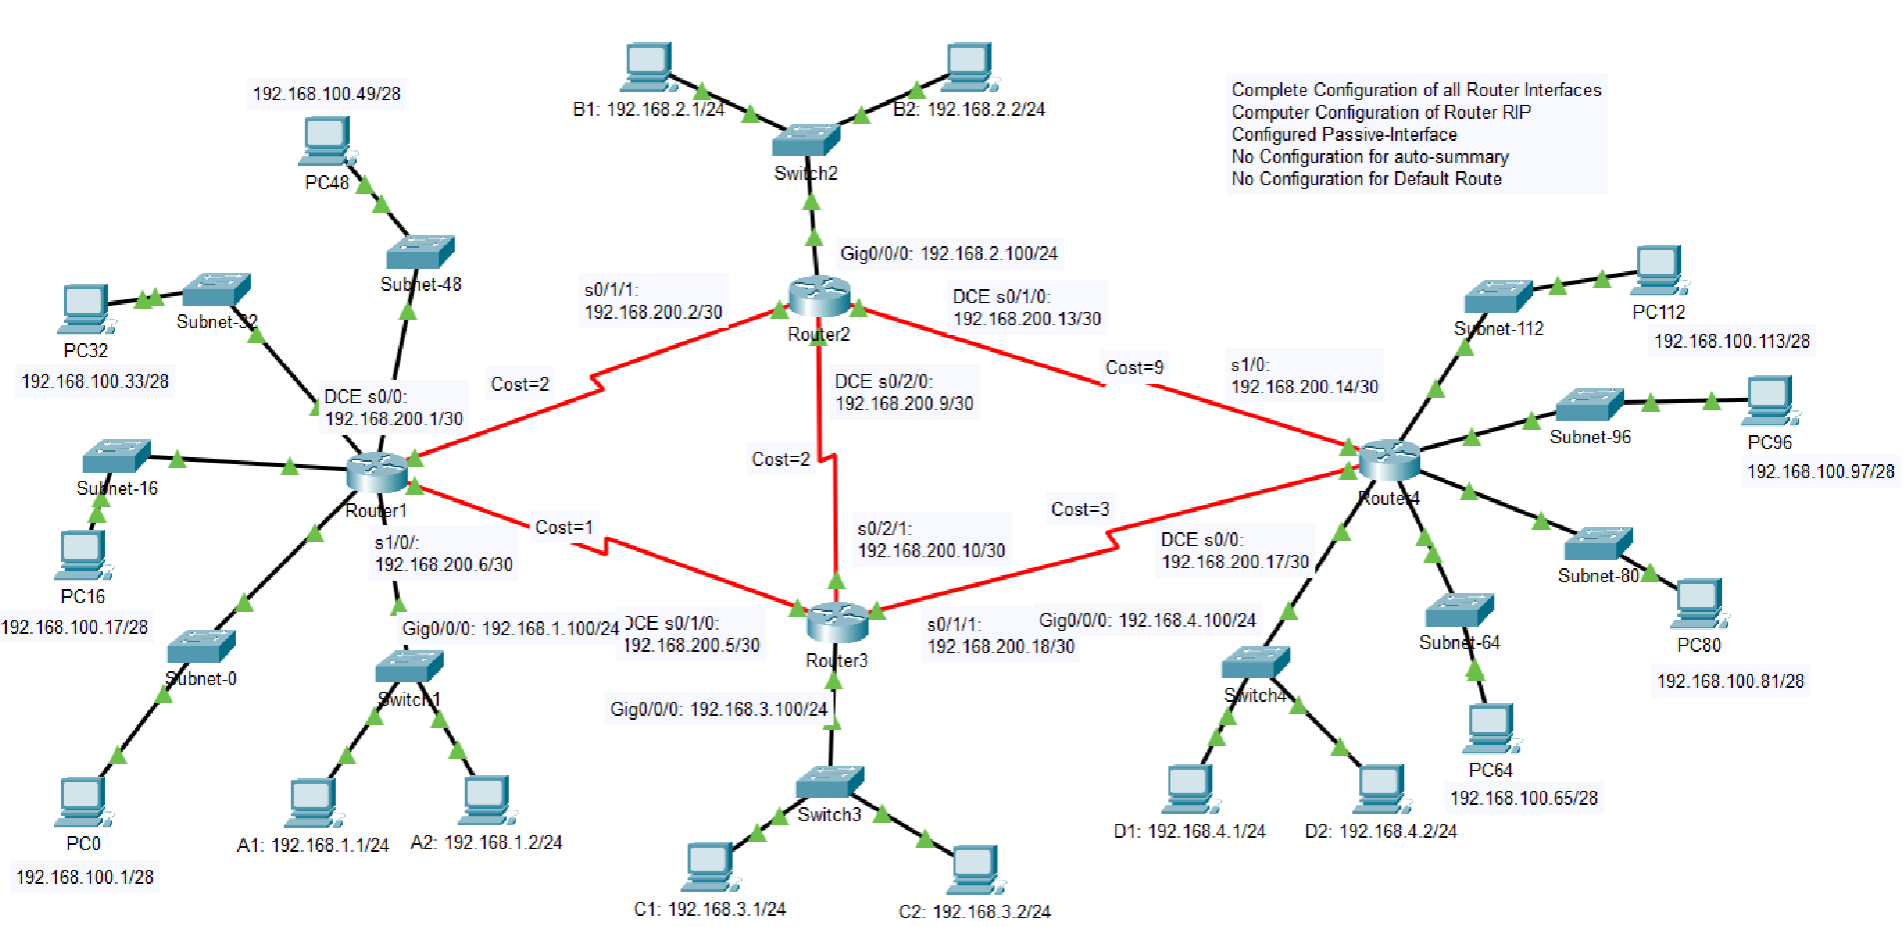 192.168.100.49/28
PC48
Subnet-48
B1: 192.168.2.1/24
B2: 192.168.2.2/24
Switch2
Complete Configuration of all Router Interfaces
Computer Configuration of Router RIP
Configured Passive-Interface
No Configuration for auto-summary
No Configuration for Default Route
Gig0/0/0: 192.168.2.100/24
s0/1/1:
192.168.200.2/30
DCE s0/1/0:
192.168.200.13/30
Router2
Subnet-32
PC32
192.168.100.33/28
DCE s0/0:
192.168.200.1/30
Cost=2
DCE s0/2/0:
192.168.200.9/30
Cost=9
s1/0:
192.168.200.14/30
Subnet-112
PC112
192.168.100.113/28
Subnet-96
PC96
192.168.100.97/28
Subnet-16
PC16
192.168.100.17/28
Router1
s1/0/:
192.168.200.6/30
Cost=1
Cost=2
s0/2/1:
192.168.200.10/30
Cost=3
DCE s0/0:
192.168.200.17/30
Router4
Subnet-80
PC80
192.168.100.81/28
Subnet-0
PC0
192.168.100.1/28
Gig0/0/0: 192.168.1.100/24
Switch1
A1: 192.168.1.1/24
A2: 192.168.1.2/24
DCE s0/1/0:
192.168.200.5/30
Router3
s0/1/1:
192.168.200.18/30
Gig0/0/0: 192.168.3.100/24
Switch3
C1: 192.168.3.1/24
C2: 192.168.3.2/24
Gig0/0/0: 192.168.4.100/24
Switch4
D1: 192.168.4.1/24
D2: 192.168.4.2/24
Subnet-64
PC64
192.168.100.65/28